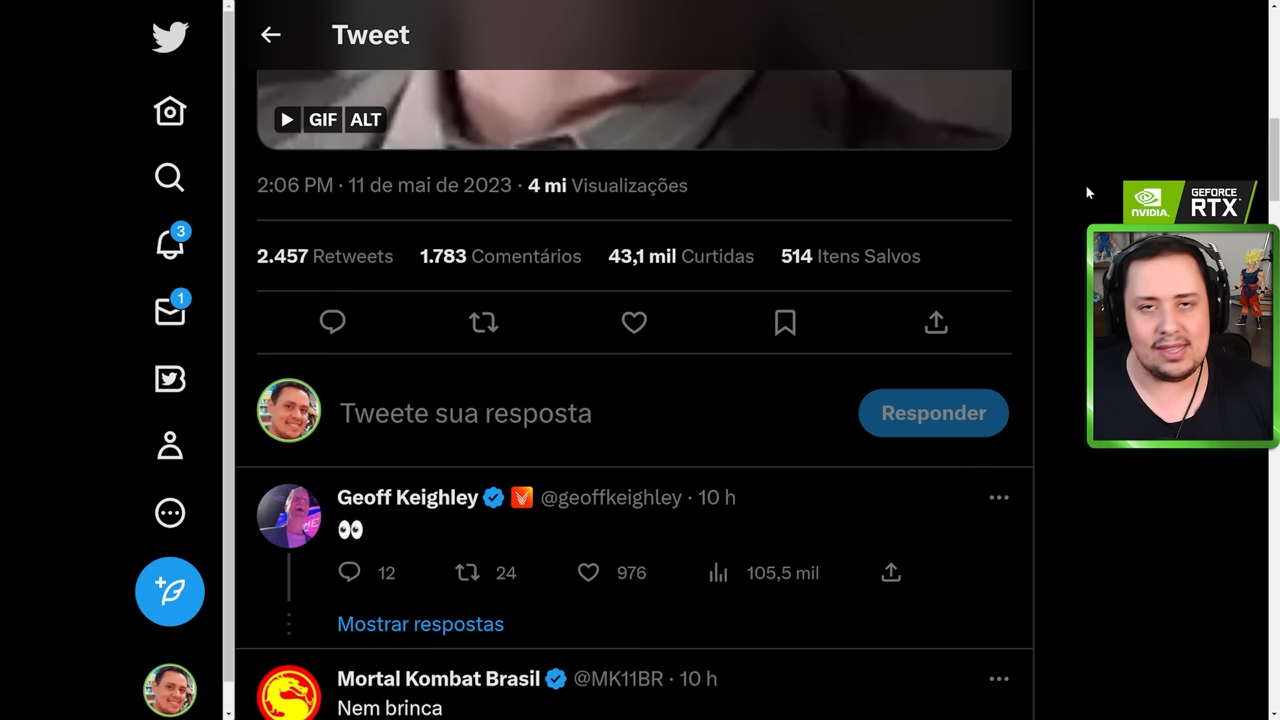 Tweet
GIF ALT
2:06 PM · 11 de mai de 2023 · 4 mi Visualizações
NVIDIA. GEFORCE RTX
2.457 Retweets 1.783 Comentários 43,1 mil Curtidas 514 Itens Salvos
3
1
Tweete sua resposta
Responder
Geoff Keighley @geoffkeighley · 10 h
👀
12 24 976 105,5 mil
Mostrar respostas
Mortal Kombat Brasil @MK11BR · 10 h
Nem brinca